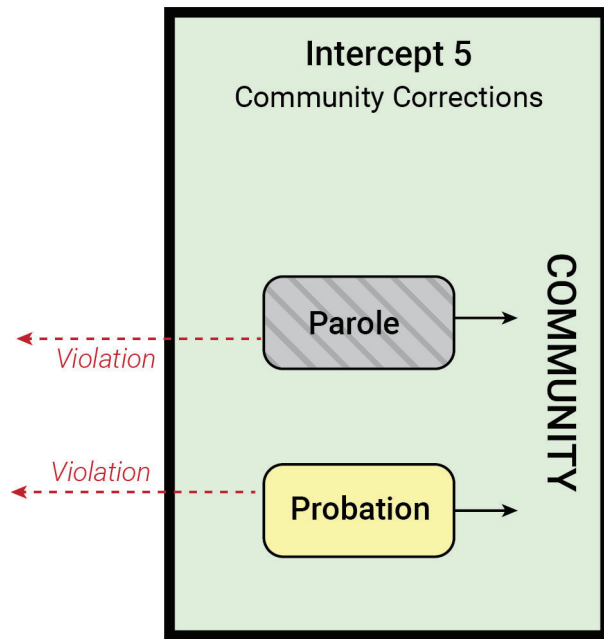 Intercept 5
Community Corrections
COMMUNITY
Parole
Violation
Violation
Probation